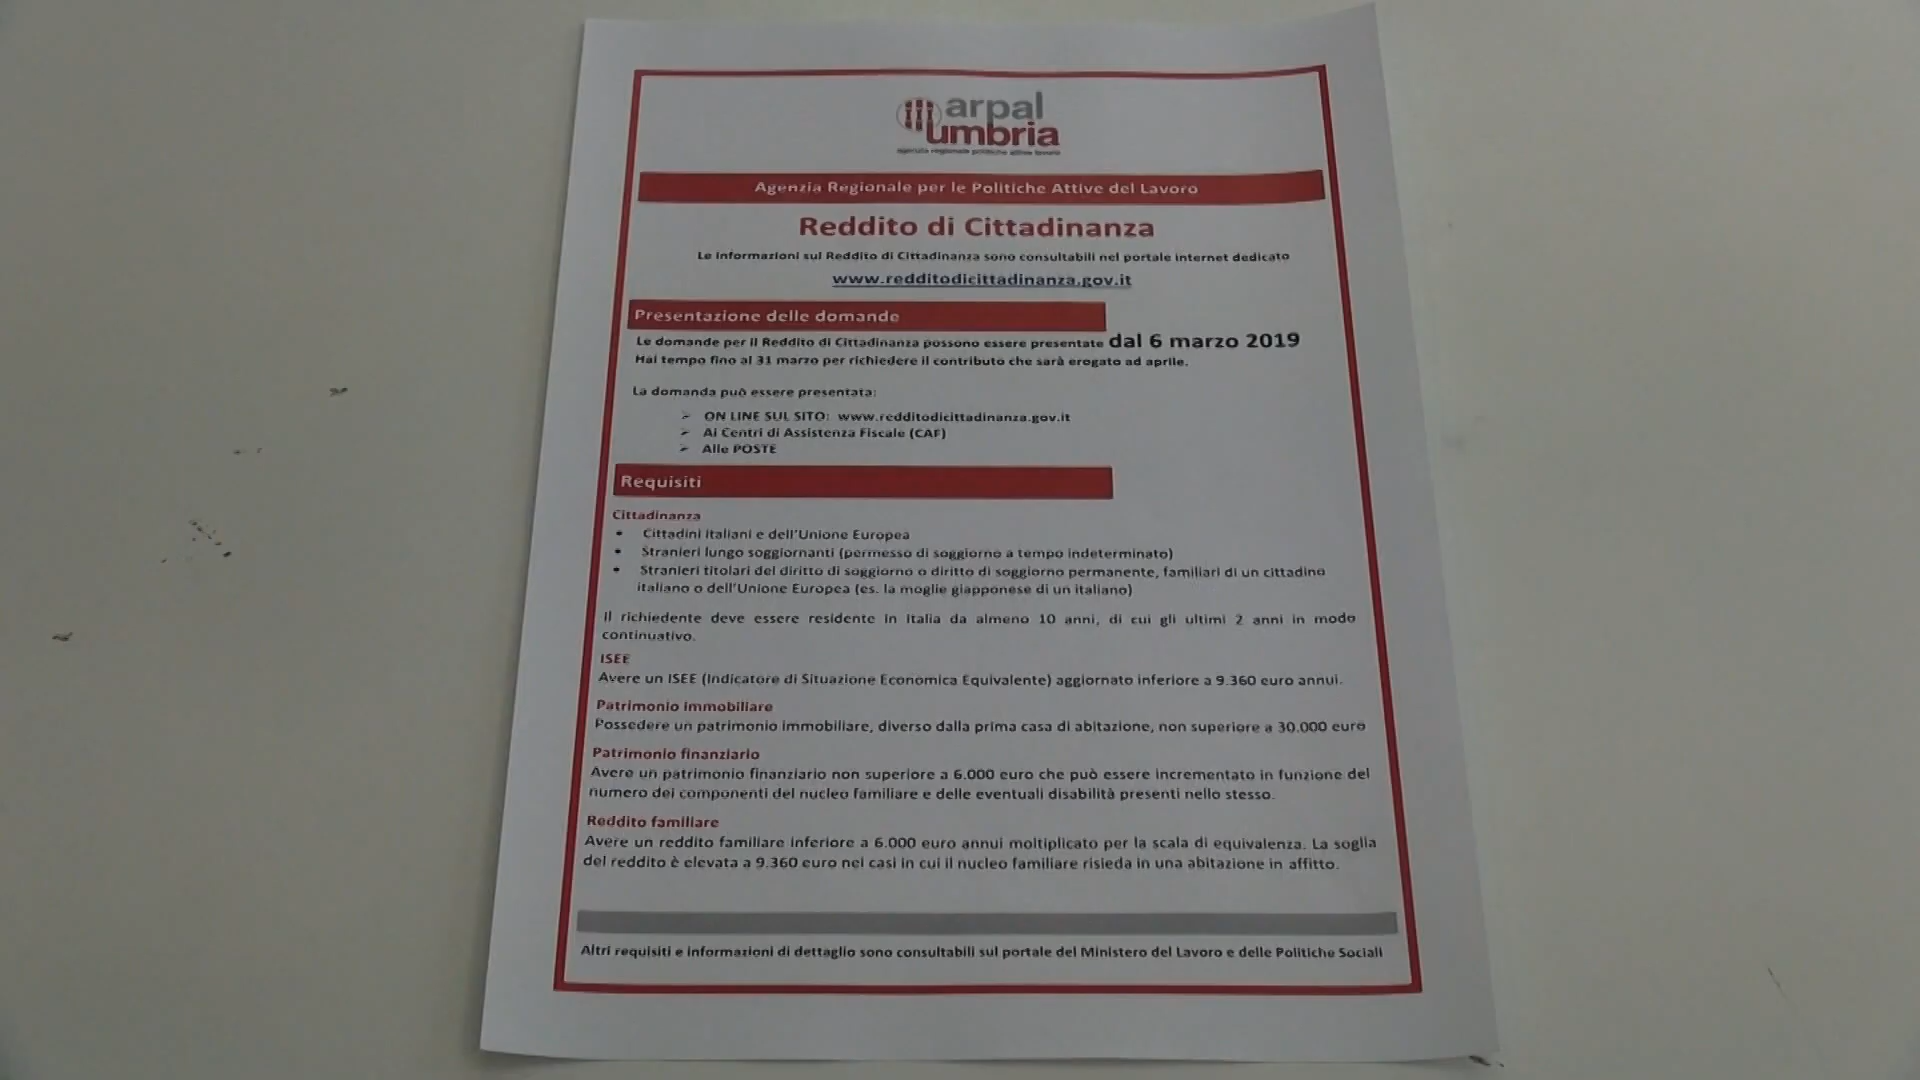 arpal
umbria
agenzia regionale politiche attive lavoro
Agenzia Regionale per le Politiche Attive del Lavoro
Reddito di Cittadinanza
Le informazioni sul Reddito di Cittadinanza sono consultabili nel portale internet dedicato
www.redditodicittadinanza.gov.it
Presentazione delle domande
Le domande per il Reddito di Cittadinanza possono essere presentate dal 6 marzo 2019
Hai tempo fino al 31 marzo per richiedere il contributo che sarà erogato ad aprile.
La domanda può essere presentata:
➢ ON LINE SUL SITO: www.redditodicittadinanza.gov.it
➢ Ai Centri di Assistenza Fiscale (CAF)
➢ Alle POSTE
Requisiti
Cittadinanza
• Cittadini italiani e dell'Unione Europea
• Stranieri lungo soggiornanti (permesso di soggiorno a tempo indeterminato)
• Stranieri titolari del diritto di soggiorno o diritto di soggiorno permanente, familiari di un cittadino
italiano o dell'Unione Europea (es. la moglie giapponese di un italiano)
Il richiedente deve essere residente in Italia da almeno 10 anni, di cui gli ultimi 2 anni in modo
continuativo.
ISEE
Avere un ISEE (Indicatore di Situazione Economica Equivalente) aggiornato inferiore a 9.360 euro annui.
Patrimonio immobiliare
Possedere un patrimonio immobiliare, diverso dalla prima casa di abitazione, non superiore a 30.000 euro
Patrimonio finanziario
Avere un patrimonio finanziario non superiore a 6.000 euro che può essere incrementato in funzione del
numero dei componenti del nucleo familiare e delle eventuali disabilità presenti nello stesso.
Reddito familiare
Avere un reddito familiare inferiore a 6.000 euro annui moltiplicato per la scala di equivalenza. La soglia
del reddito è elevata a 9.360 euro nei casi in cui il nucleo familiare risieda in una abitazione in affitto.
Altri requisiti e informazioni di dettaglio sono consultabili sul portale del Ministero del Lavoro e delle Politiche Sociali